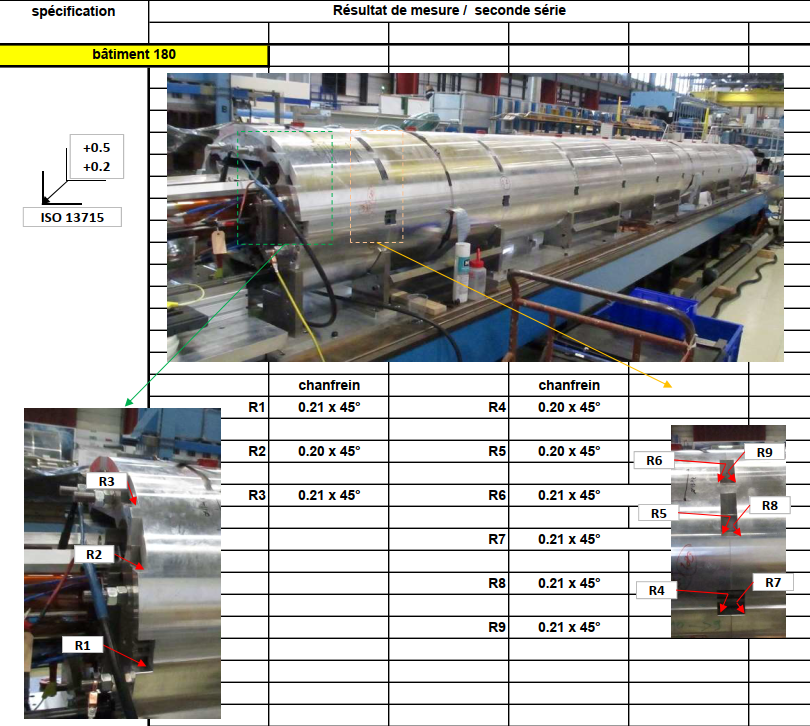 spécification
Résultat de mesure / seconde série
bâtiment 180
+0.5
+0.2
ISO 13715
chanfrein
chanfrein
R1 0.21 x 45° R4 0.20 x 45°
R2 0.20 x 45° R5 0.20 x 45°
R3 0.21 x 45° R6 0.21 x 45°
R7 0.21 x 45°
R8 0.21 x 45°
R9 0.21 x 45°
R3
R2
R1
R6
R9
R5
R8
R4
R7